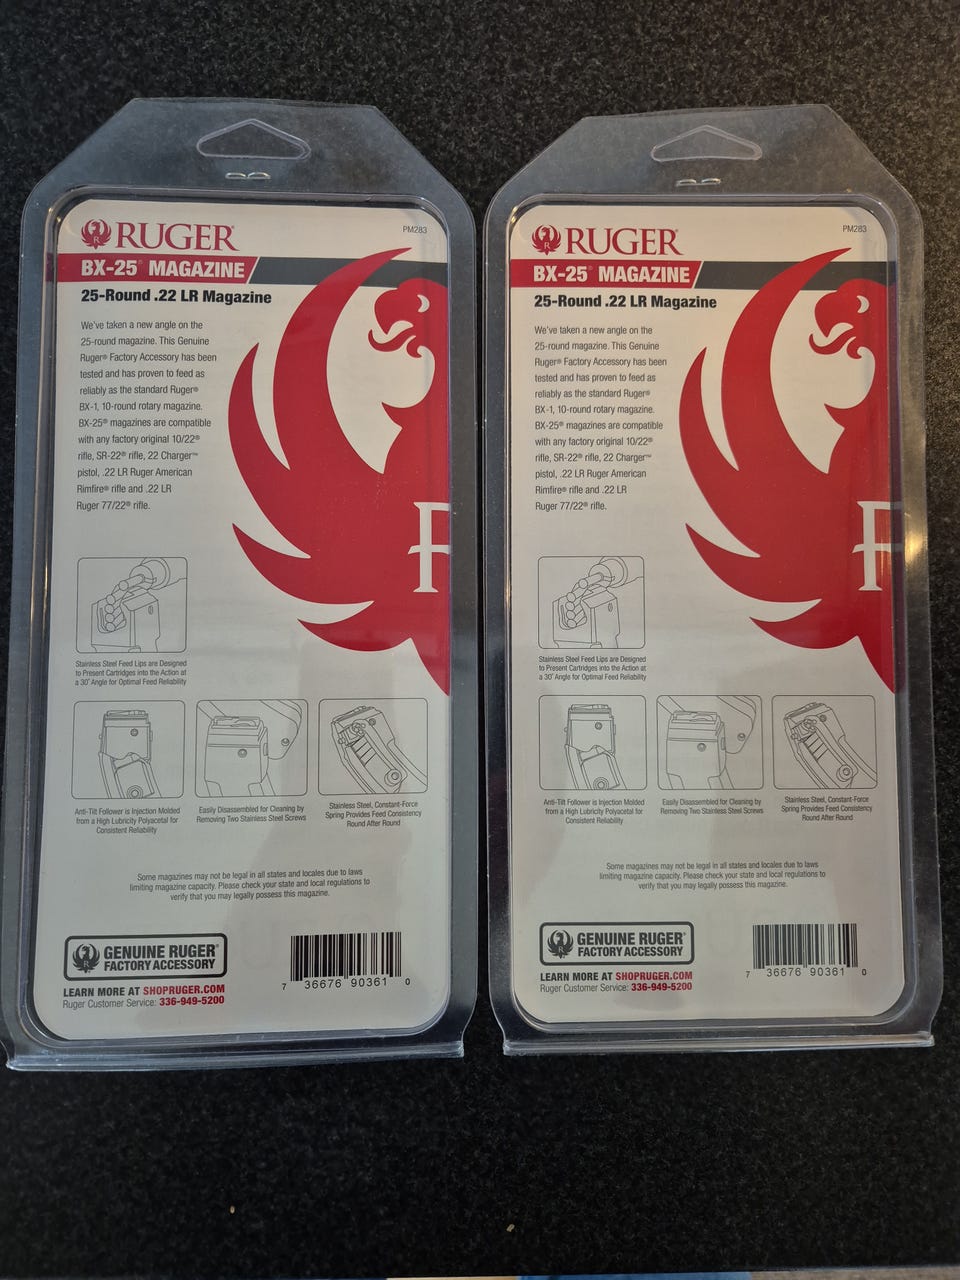 RUGER®
PM283
BX-25® MAGAZINE
25-Round .22 LR Magazine
We've taken a new angle on the
25-round magazine. This Genuine
Ruger® Factory Accessory has been
tested and has proven to feed as
reliably as the standard Ruger®
BX-1, 10-round rotary magazine.
BX-25® magazines are compatible
with any factory original 10/22®
rifle, SR-22® rifle, 22 Charger™
pistol, .22 LR Ruger American
Rimfire® rifle and .22 LR
Ruger 77/22® rifle.
R
Stainless Steel Feed Lips are Designed
to Present Cartridges into the Action at
a 30° Angle for Optimal Feed Reliability
Anti-Tilt Follower is Injection Molded
from a High Lubricity Polyacetal for
Consistent Reliability
Easily Disassembled for Cleaning by
Removing Two Stainless Steel Screws
Stainless Steel, Constant-Force
Spring Provides Feed Consistency
Round After Round
Some magazines may not be legal in all states and locales due to laws
limiting magazine capacity. Please check your state and local regulations to
verify that you may legally possess this magazine.
GENUINE RUGER®
FACTORY ACCESSORY
LEARN MORE AT SHOPRUGER.COM
Ruger Customer Service: 336-949-5200
7 36676 90361 0
RUGER®
PM283
BX-25® MAGAZINE
25-Round .22 LR Magazine
We've taken a new angle on the
25-round magazine. This Genuine
Ruger® Factory Accessory has been
tested and has proven to feed as
reliably as the standard Ruger®
BX-1, 10-round rotary magazine.
BX-25® magazines are compatible
with any factory original 10/22®
rifle, SR-22® rifle, 22 Charger™
pistol, .22 LR Ruger American
Rimfire® rifle and .22 LR
Ruger 77/22® rifle.
R
Stainless Steel Feed Lips are Designed
to Present Cartridges into the Action at
a 30° Angle for Optimal Feed Reliability
Anti-Tilt Follower is Injection Molded
from a High Lubricity Polyacetal for
Consistent Reliability
Easily Disassembled for Cleaning by
Removing Two Stainless Steel Screws
Stainless Steel, Constant-Force
Spring Provides Feed Consistency
Round After Round
Some magazines may not be legal in all states and locales due to laws
limiting magazine capacity. Please check your state and local regulations to
verify that you may legally possess this magazine.
GENUINE RUGER®
FACTORY ACCESSORY
LEARN MORE AT SHOPRUGER.COM
Ruger Customer Service: 336-949-5200
7 36676 90361 0